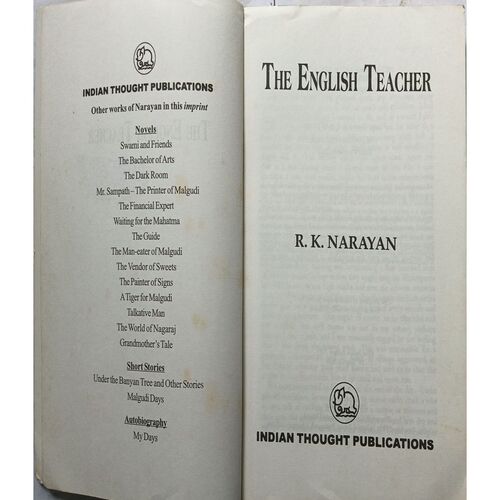 INDIAN THOUGHT PUBLICATIONS
Other works of Narayan in this imprint
Novels
Swami and Friends
The Bachelor of Arts
The Dark Room
Mr. Sampath – The Printer of Malgudi
The Financial Expert
Waiting for the Mahatma
The Guide
The Man-eater of Malgudi
The Vendor of Sweets
The Painter of Signs
A Tiger for Malgudi
Talkative Man
The World of Nagaraj
Grandmother's Tale
Short Stories
Under the Banyan Tree and Other Stories
Malgudi Days
Autobiography
My Days
THE ENGLISH TEACHER
R. K. NARAYAN
INDIAN THOUGHT PUBLICATIONS